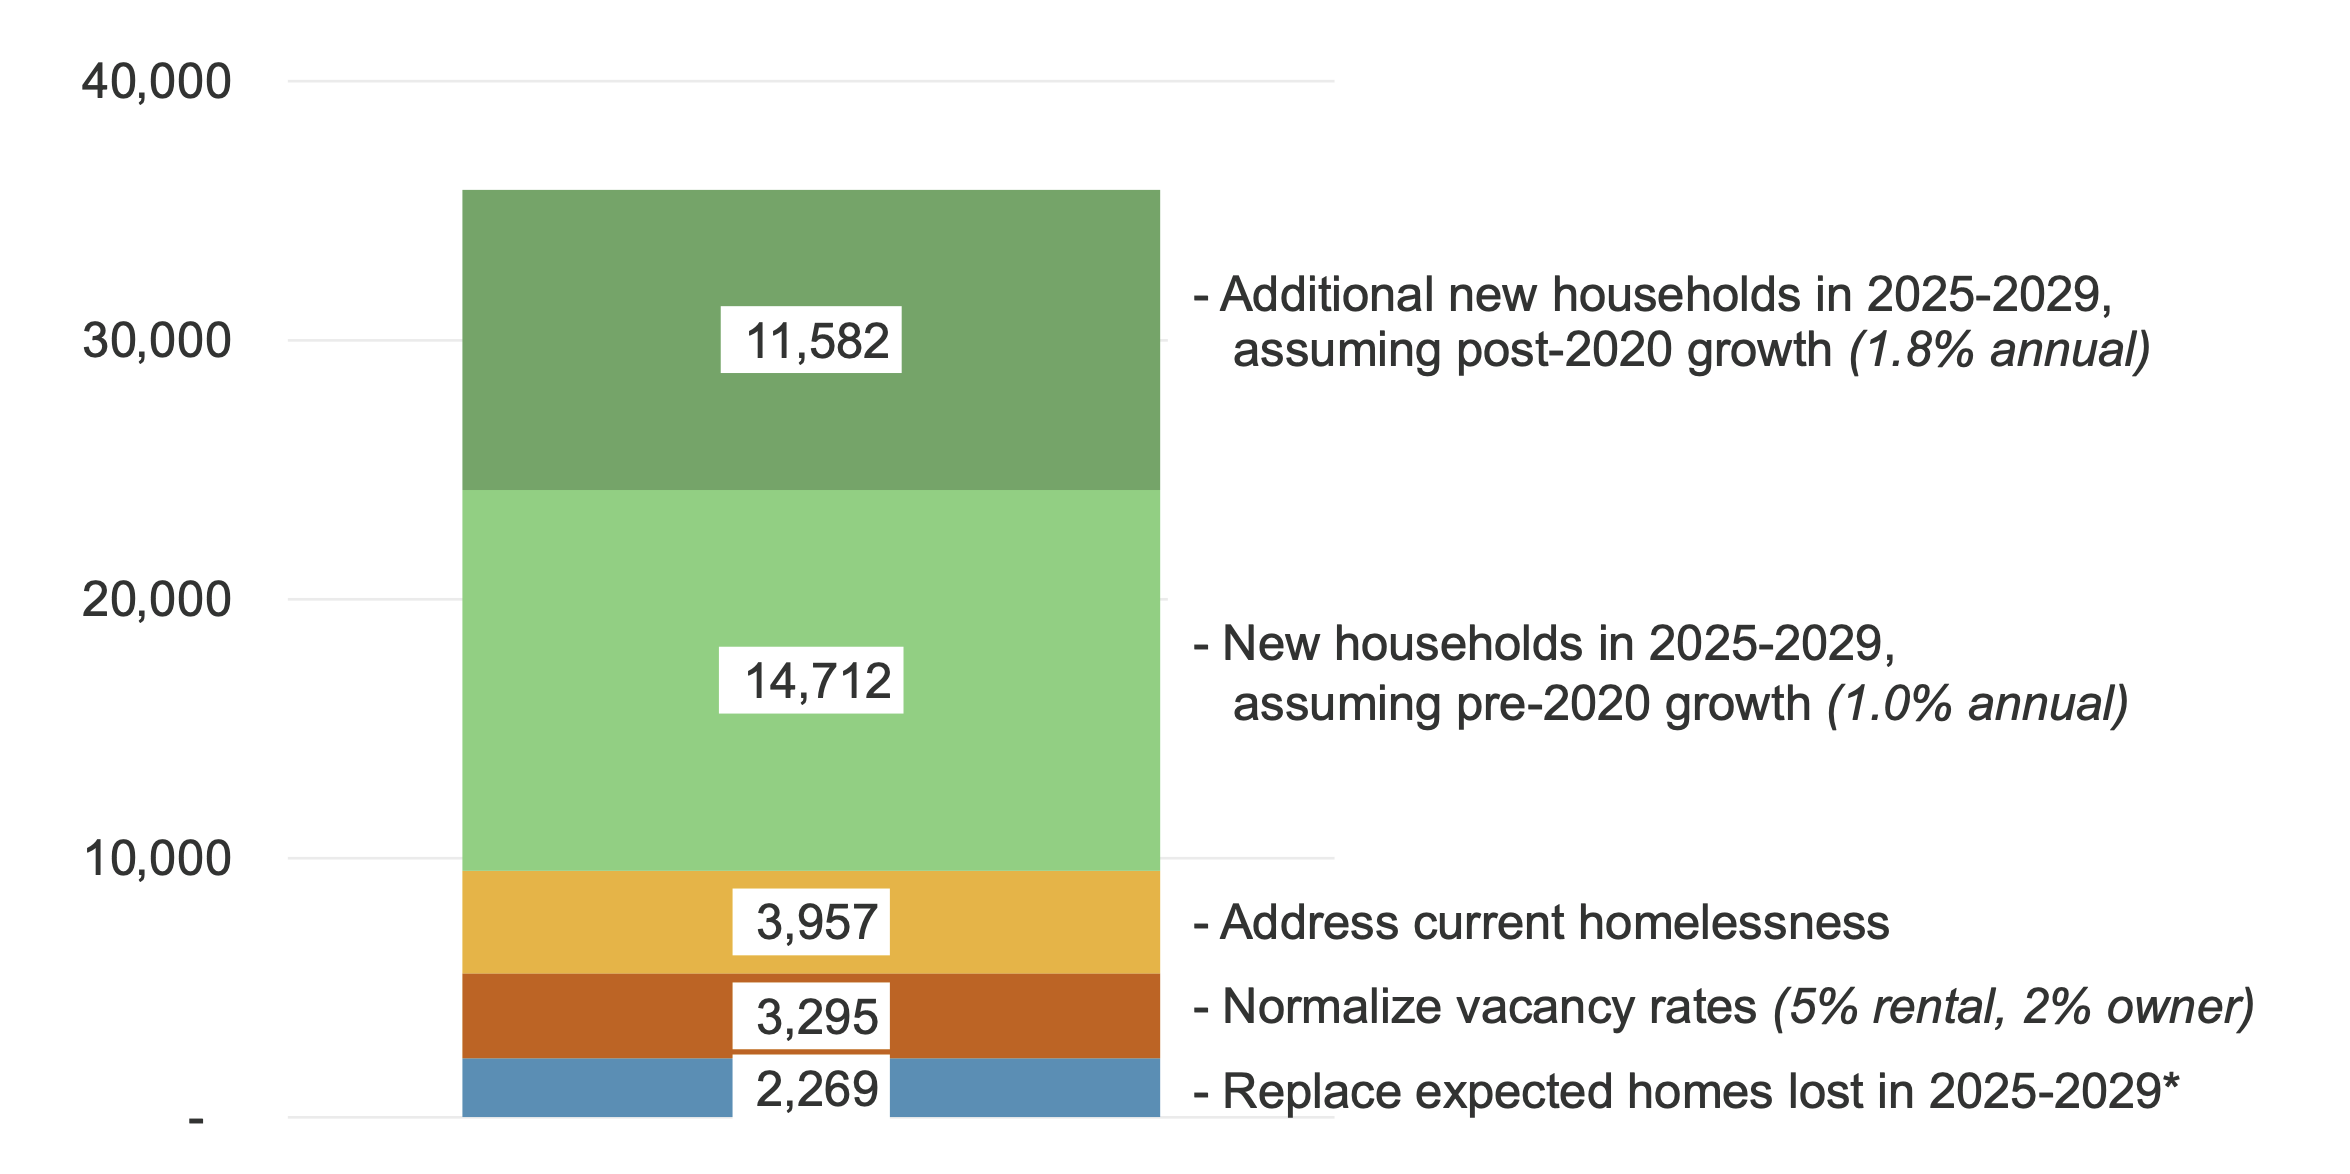 40,000
30,000
20,000
10,000
-
11,582
- Additional new households in 2025-2029,
assuming post-2020 growth (1.8% annual)
14,712
- New households in 2025-2029,
assuming pre-2020 growth (1.0% annual)
3,957
- Address current homelessness
3,295
- Normalize vacancy rates (5% rental, 2% owner)
2,269
- Replace expected homes lost in 2025-2029*